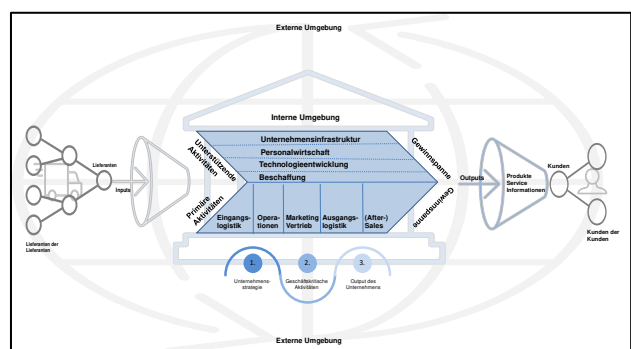 Externe Umgebung
Interne Umgebung
Unterstützende
Aktivitäten
Unternehmensinfrastruktur
Personalwirtschaft
Technologieentwicklung
Beschaffung
Gewinnspanne
Lieferanten
Inputs
Outputs
Produkte
Service
Informationen
Kunden
Primäre
Aktivitäten
Eingangs-
logistik
Opera-
tionen
Marketing
Vertrieb
Ausgangs-
logistik
(After-)
Sales
Gewinnspanne
Lieferanten der
Lieferanten
Kunden der
Kunden
1.
2.
3.
Unternehmens-
strategie
Geschäftskritische
Aktivitäten
Output des
Unternehmens
Externe Umgebung